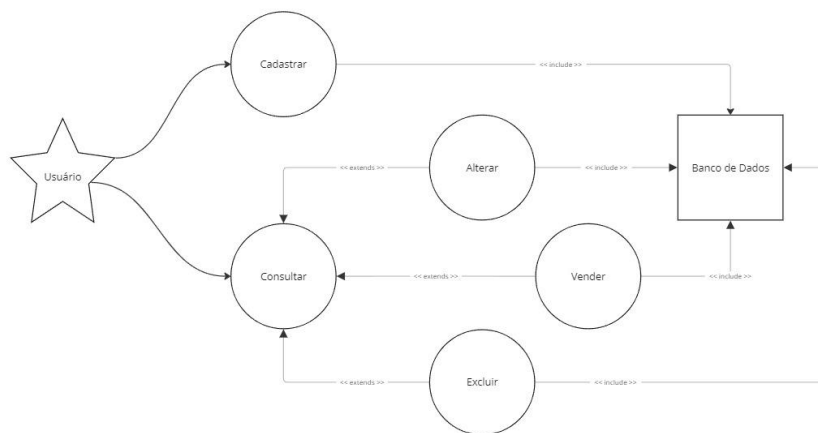 Cadastrar
<< include >>
Usuário
<< extends >>
Alterar
<< include >>
Banco de Dados
Consultar
<< extends >>
Vender
<< include >>
<< extends >>
Excluir
<< include >>